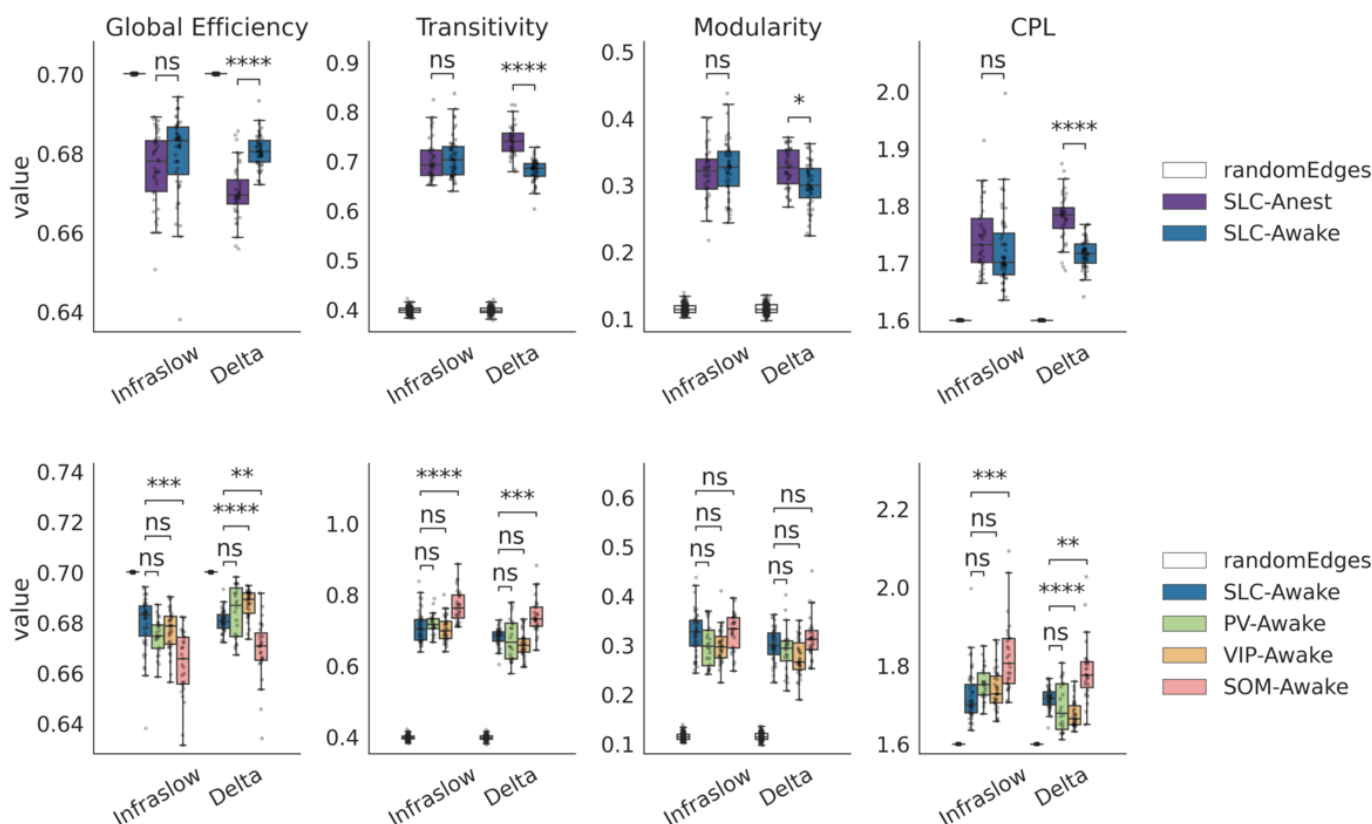 Global Efficiency
Transitivity
Modularity
CPL
value
0.70
0.68
0.66
0.64
ns
****
Infraslow
Delta
0.9
0.8
0.7
0.6
0.5
0.4
ns
****
Infraslow
Delta
0.5
0.4
0.3
0.2
0.1
ns
*
Infraslow
Delta
2.0
1.9
1.8
1.7
1.6
ns
****
Infraslow
Delta
randomEdges
SLC-Anest
SLC-Awake
value
0.74
0.72
0.70
0.68
0.66
0.64
***
ns
ns
**
****
ns
Infraslow
Delta
1.0
0.8
0.6
0.4
****
ns
ns
***
ns
ns
Infraslow
Delta
0.6
0.5
0.4
0.3
0.2
0.1
ns
ns
ns
ns
ns
ns
Infraslow
Delta
2.2
2.0
1.8
1.6
***
ns
ns
**
****
ns
Infraslow
Delta
randomEdges
SLC-Awake
PV-Awake
VIP-Awake
SOM-Awake